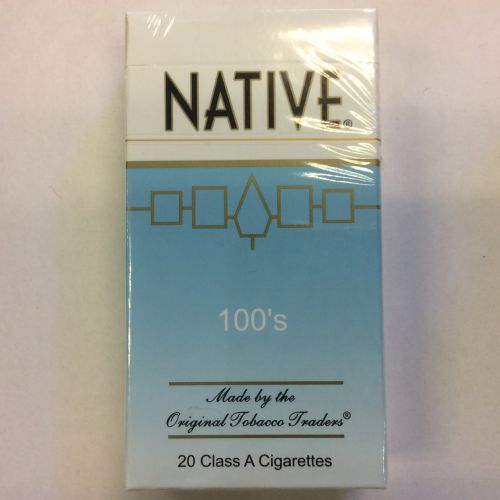 NATIVE®
100's
Made by the
Original Tobacco Traders®
20 Class A Cigarettes